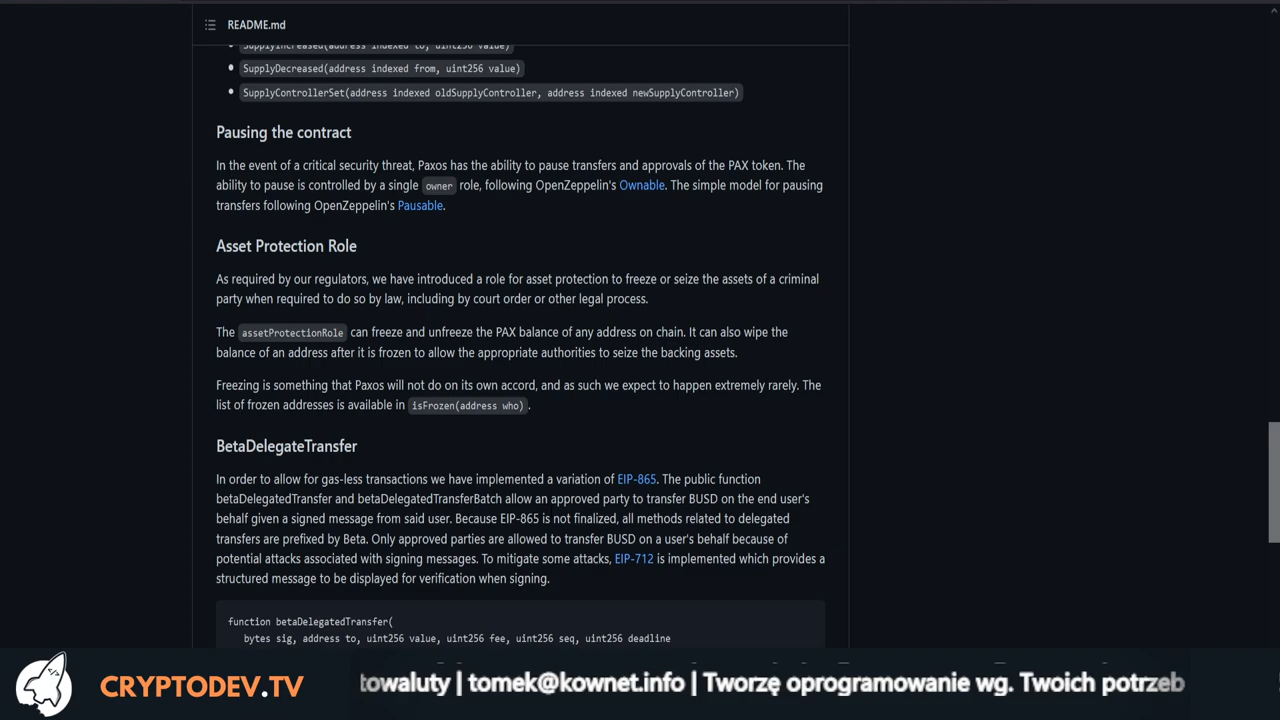 README.md
SupplyIncreased(address indexed to, uint256 value)
SupplyDecreased(address indexed from, uint256 value)
SupplyControllerSet(address indexed oldSupplyController, address indexed newSupplyController)
Pausing the contract
In the event of a critical security threat, Paxos has the ability to pause transfers and approvals of the PAX token. The
ability to pause is controlled by a single owner role, following OpenZeppelin's Ownable. The simple model for pausing
transfers following OpenZeppelin's Pausable.
Asset Protection Role
As required by our regulators, we have introduced a role for asset protection to freeze or seize the assets of a criminal
party when required to do so by law, including by court order or other legal process.
The assetProtectionRole can freeze and unfreeze the PAX balance of any address on chain. It can also wipe the
balance of an address after it is frozen to allow the appropriate authorities to seize the backing assets.
Freezing is something that Paxos will not do on its own accord, and as such we expect to happen extremely rarely. The
list of frozen addresses is available in isFrozen(address who).
BetaDelegateTransfer
In order to allow for gas-less transactions we have implemented a variation of EIP-865. The public function
betaDelegatedTransfer and betaDelegatedTransferBatch allow an approved party to transfer BUSD on the end user's
behalf given a signed message from said user. Because EIP-865 is not finalized, all methods related to delegated
transfers are prefixed by Beta. Only approved parties are allowed to transfer BUSD on a user's behalf because of
potential attacks associated with signing messages. To mitigate some attacks, EIP-712 is implemented which provides a
structured message to be displayed for verification when signing.
function betaDelegatedTransfer(
bytes sig, address to, uint256 value, uint256 fee, uint256 seq, uint256 deadline
CRYPTODEV.TV
towaluty | tomek@kownet.info | Tworzę oprogramowanie wg. Twoich potrzeb